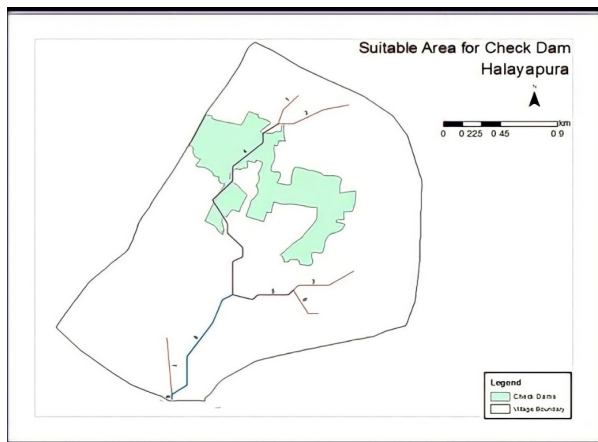 Suitable Area for Check Dam
Halayapura
N
km
0 0 225 0 45 0 9
Legend
Check Dams
Village Boundary